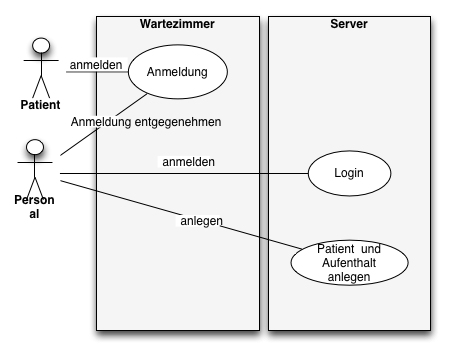 Wartezimmer
Server
anmelden
Anmeldung
Patient
Anmeldung entgegenehmen
anmelden
Login
Person
al
anlegen
Patient und
Aufenthalt
anlegen